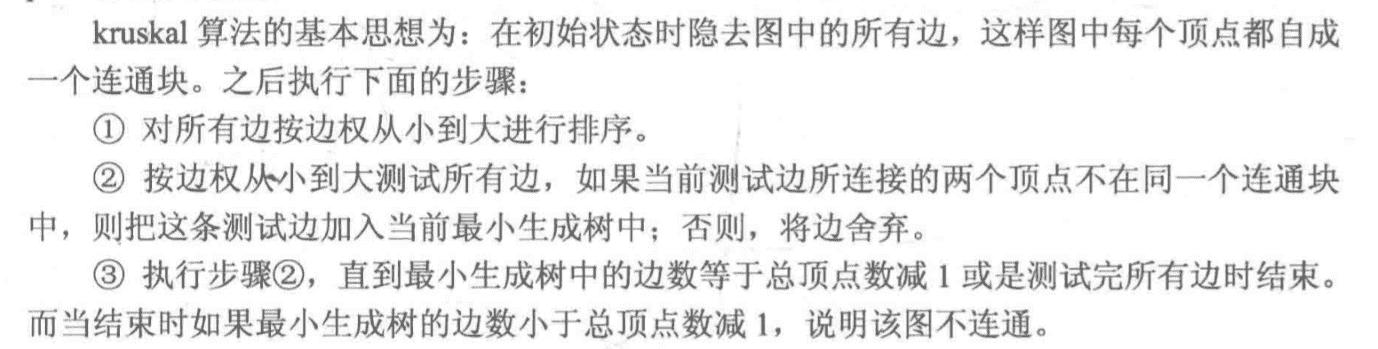 kruskal 算法的基本思想为：在初始状态时隐去图中的所有边，这样图中每个顶点都自成
一个连通块。之后执行下面的步骤：
① 对所有边按边权从小到大进行排序。
② 按边权从小到大测试所有边，如果当前测试边所连接的两个顶点不在同一个连通块
中，则把这条测试边加入当前最小生成树中；否则，将边舍弃。
③ 执行步骤②，直到最小生成树中的边数等于总顶点数减 1 或是测试完所有边时结束。
而当结束时如果最小生成树的边数小于总顶点数减 1，说明该图不连通。